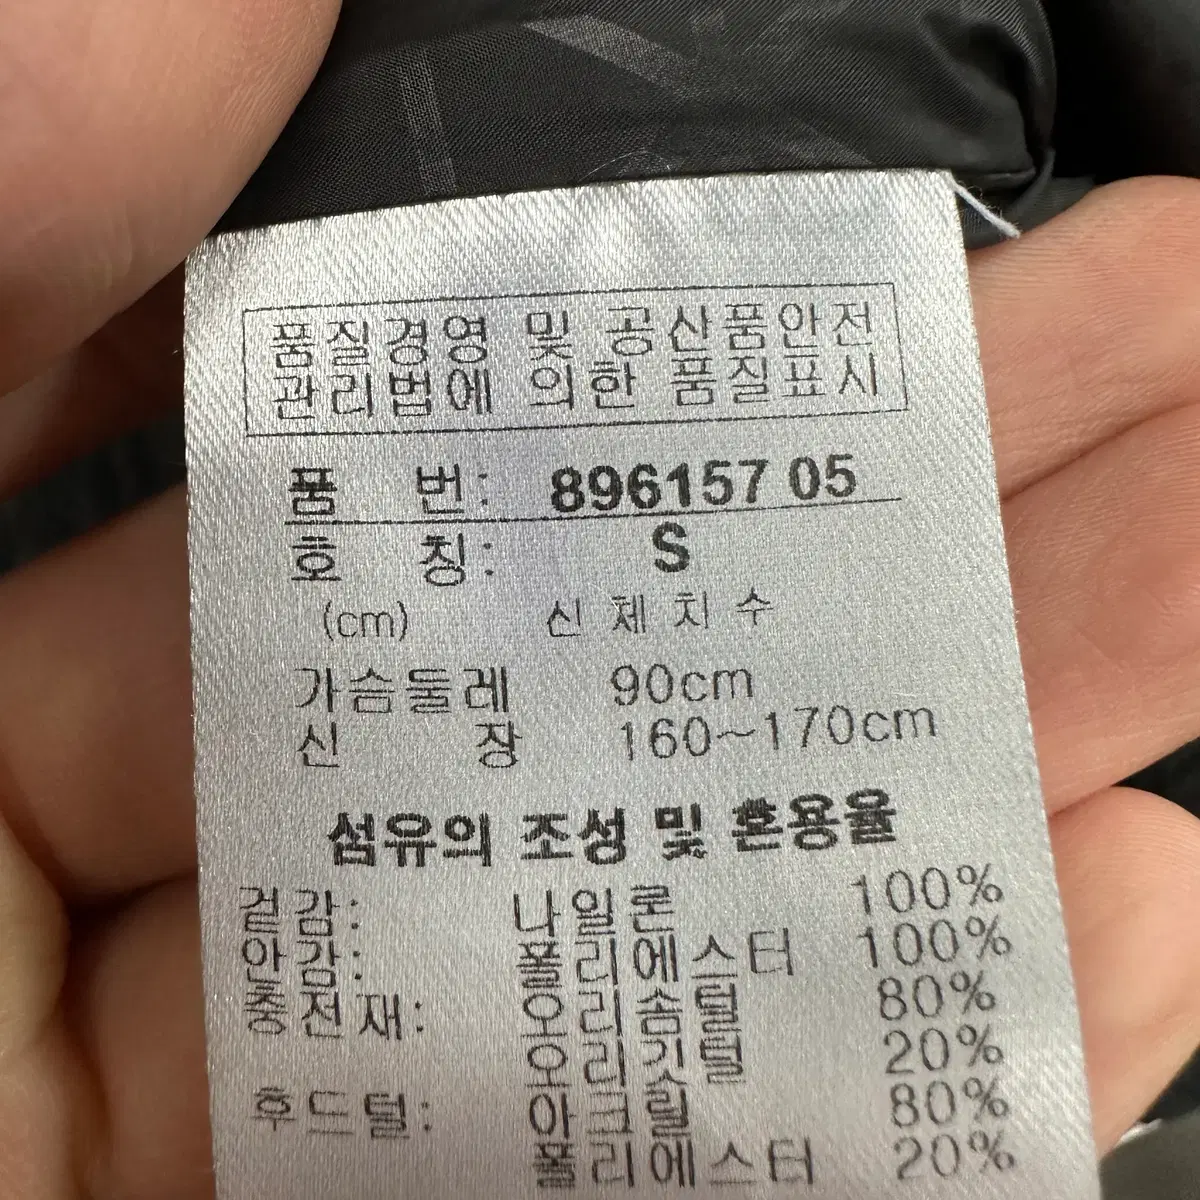 품질경영 및 공산품안전
관리법에 의한 품질표시
품 번: 896157 05
호 칭: S
(cm) 신체치수
가슴둘레 90cm
신 장 160~170cm
섬유의 조성 및 혼용율
겉감: 나일론 100%
안감: 폴리에스터 100%
충전재: 오리솜털 80%
오리깃털 20%
후드털: 아크릴 80%
폴리에스터 20%